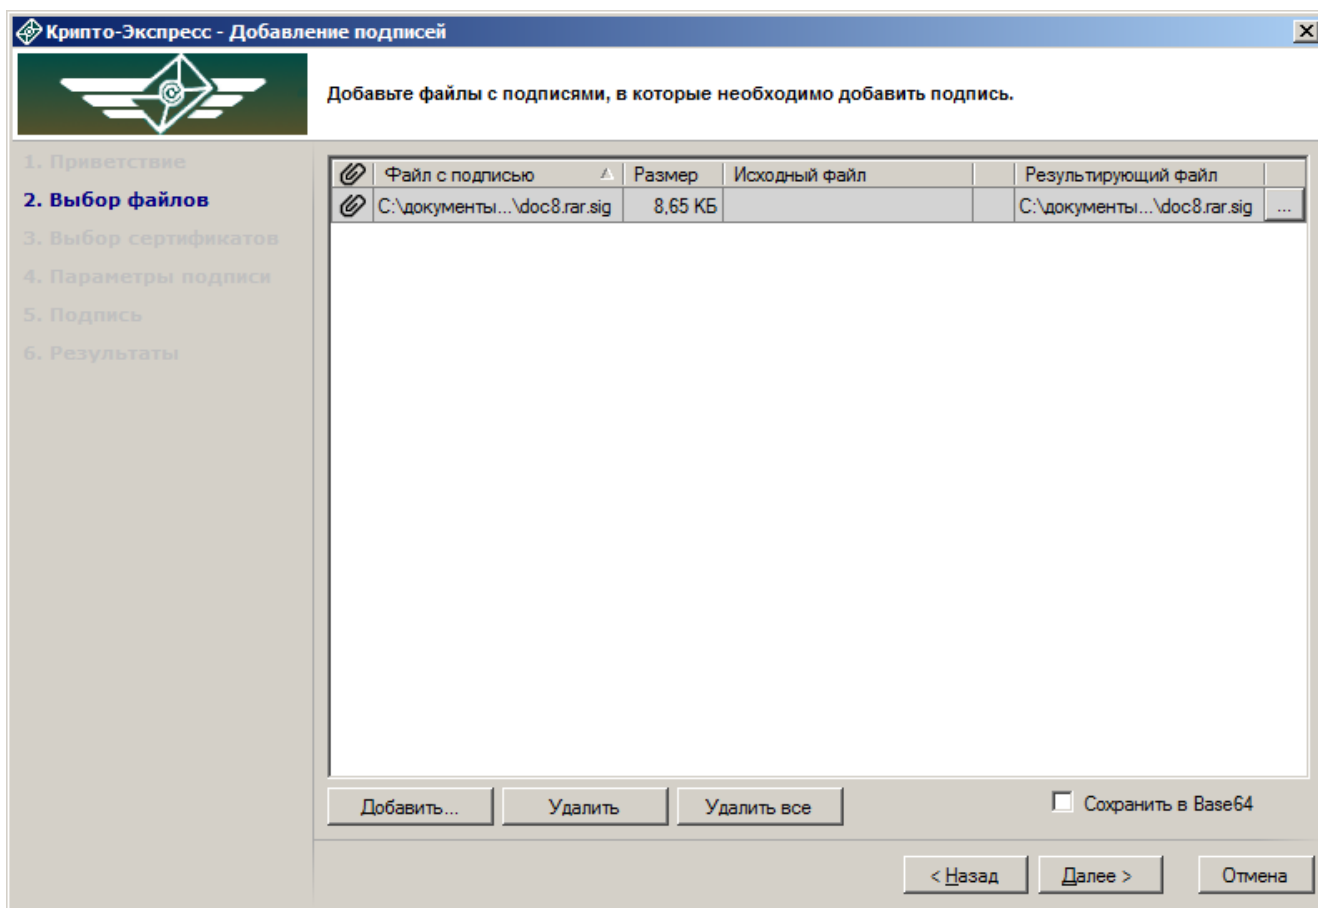 Крипто-Экспресс - Добавление подписей
Добавьте файлы с подписями, в которые необходимо добавить подпись.
1. Приветствие
2. Выбор файлов
3. Выбор сертификатов
4. Параметры подписи
5. Подпись
6. Результаты
Файл с подписью Размер Исходный файл Результирующий файл
C:\документы...\doc8.rar.sig 8,65 КБ C:\документы...\doc8.rar.sig ...
Добавить... Удалить Удалить все Сохранить в Base64
< Назад Далее > Отмена